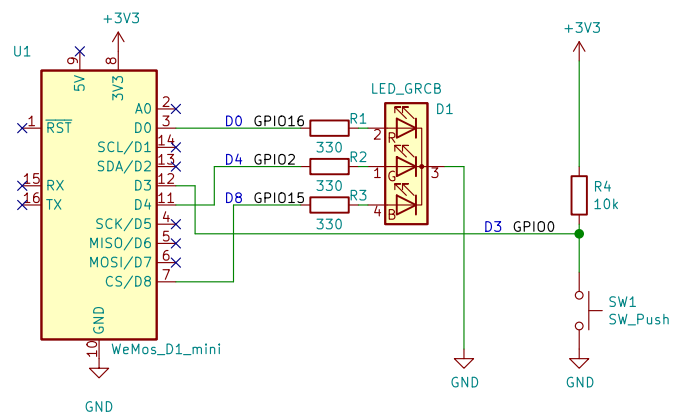 +3V3
+3V3
U1
9
8
5V
3V3
LED_GRCB
D1
A0 2
1 RST
D0 3
D0 GPIO16
R1
330
2 R
SCL/D1 14
SDA/D2 13
D4 GPIO2
R2
330
1 G
3
15 RX
D3 12
16 TX
D4 11
D8 GPIO15
R3
330
4 B
R4
10k
SCK/D5 4
D3 GPIO0
MISO/D6 5
MOSI/D7 6
CS/D8 7
SW1
SW_Push
GND
10
WeMos_D1_mini
GND
GND
GND